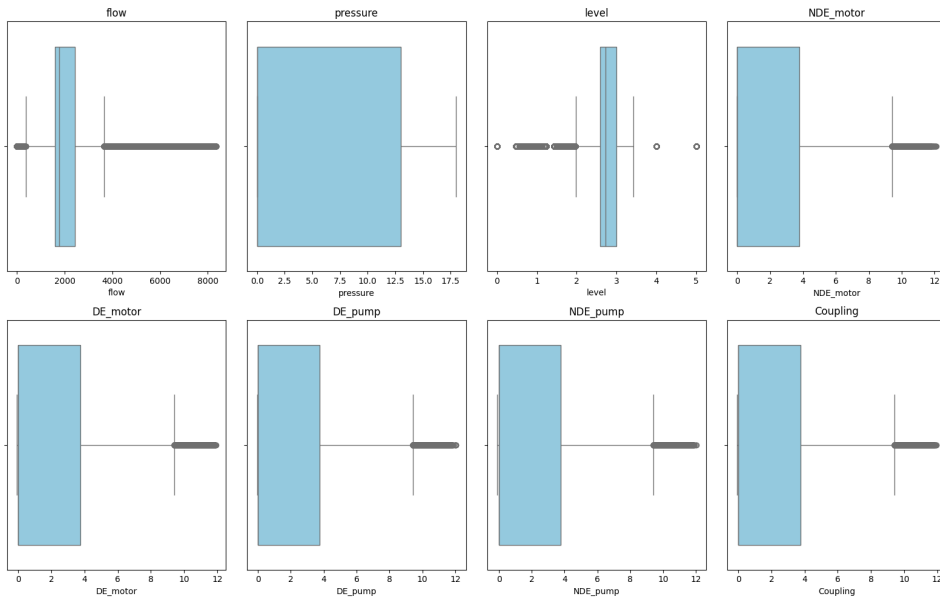 flow
pressure
level
NDE_motor
0 2000 4000 6000 8000
0.0 2.5 5.0 7.5 10.0 12.5 15.0 17.5
0 1 2 3 4 5
0 2 4 6 8 10 12
flow
pressure
level
NDE_motor
DE_motor
DE_pump
NDE_pump
Coupling
0 2 4 6 8 10 12
0 2 4 6 8 10 12
0 2 4 6 8 10 12
0 2 4 6 8 10 12
DE_motor
DE_pump
NDE_pump
Coupling